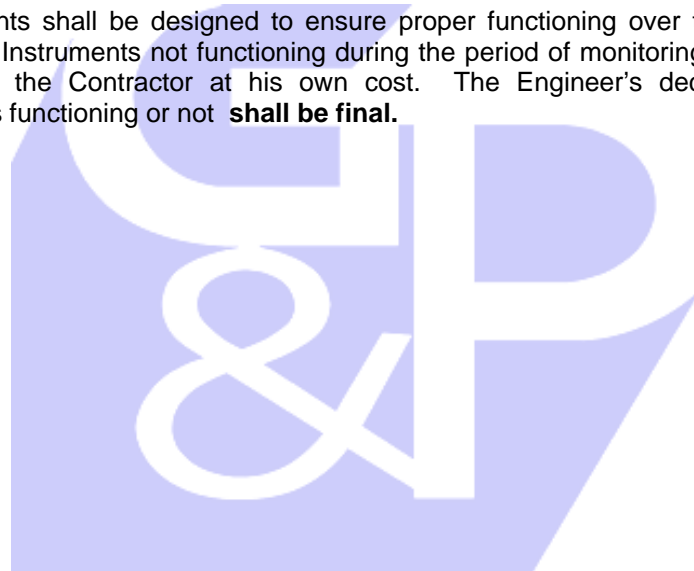 nts shall be designed to ensure proper functioning over
Instruments not functioning during the period of monitoring
the Contractor at his own cost. The Engineer's dec
s functioning or not shall be final.
G
&P